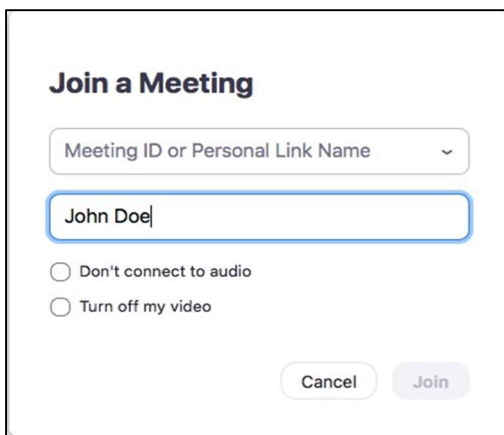 Join a Meeting
Meeting ID or Personal Link Name
John Doe
Don't connect to audio
Turn off my video
Cancel Join